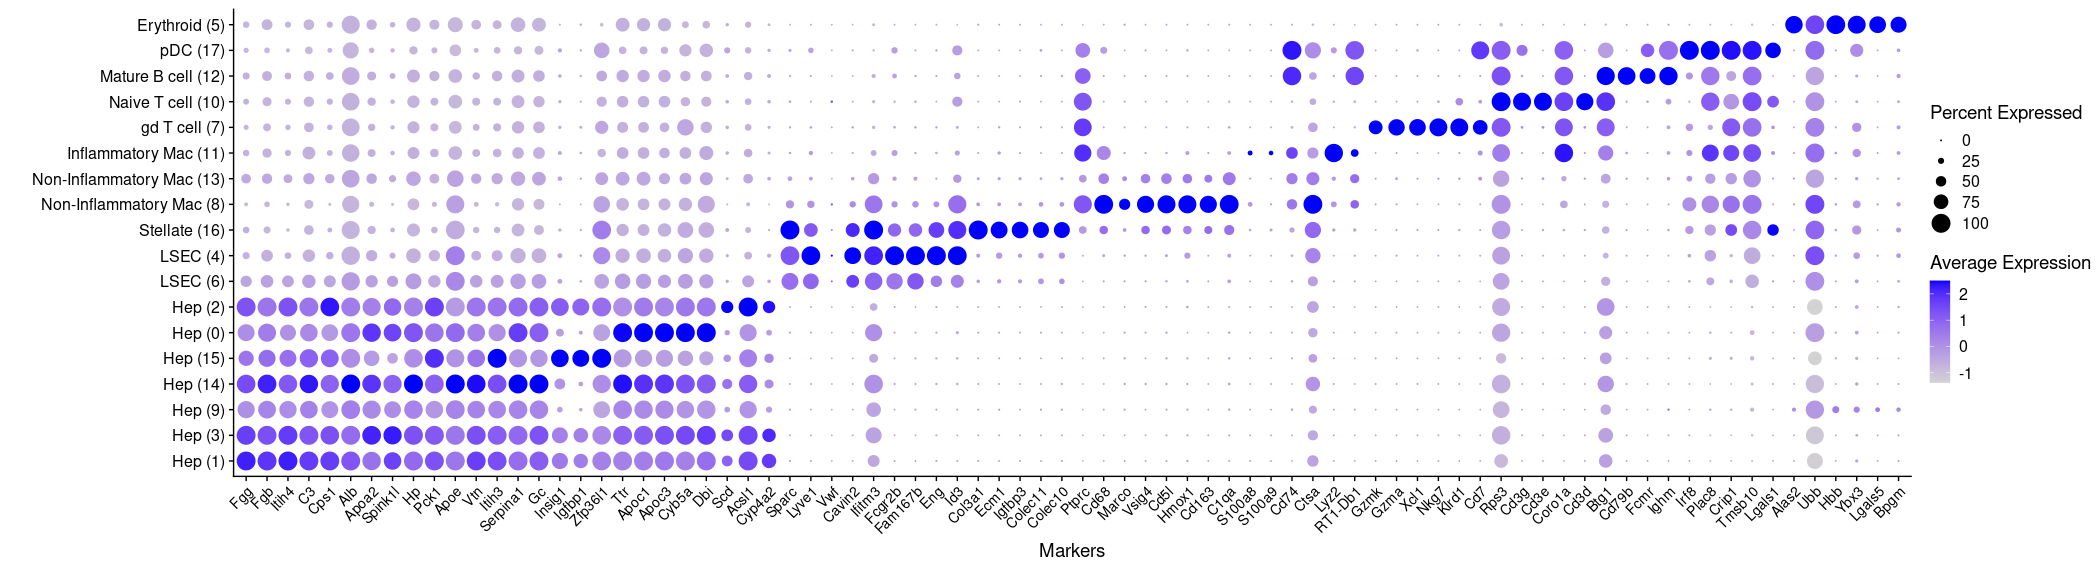 Erythroid (5)
pDC (17)
Mature B cell (12)
Naive T cell (10)
gd T cell (7)
Inflammatory Mac (11)
Non-Inflammatory Mac (13)
Non-Inflammatory Mac (8)
Stellate (16)
LSEC (4)
LSEC (6)
Hep (2)
Hep (0)
Hep (15)
Hep (14)
Hep (9)
Hep (3)
Hep (1)
Fgg
Fgb
Itih4
C3
Cps1
Alb
Apoa2
Spink1l
Hp
Pck1
Apoe
Vtn
Itih3
Serpina1
Gc
Insig1
Igfbp1
Zfp36l1
Ttr
Apoc1
Apoc3
Cyb5a
Dbi
Scd
Acsl1
Cyp4a2
Sparc
Lyve1
Vwf
Cavin2
Ifitm3
Fcgr2b
Fam167b
Eng
Id3
Col3a1
Ecm1
Igfbp3
Colec11
Colec10
Ptprc
Cd68
Marco
Vsig4
Cd5l
Hmox1
Cd163
C1qa
S100a8
S100a9
Cd74
Ctsa
Lyz2
RT1-Db1
Gzmk
Gzma
Xcl1
Nkg7
Klrd1
Cd7
Rps3
Cd3g
Cd3e
Coro1a
Cd3d
Btg1
Cd79b
Fcmr
Ighm
Irf8
Plac8
Crip1
Tmsb10
Lgals1
Alas2
Ubb
Hbb
Ybx3
Lgals5
Bpgm
Markers
Percent Expressed
0
25
50
75
100
Average Expression
2
1
0
-1